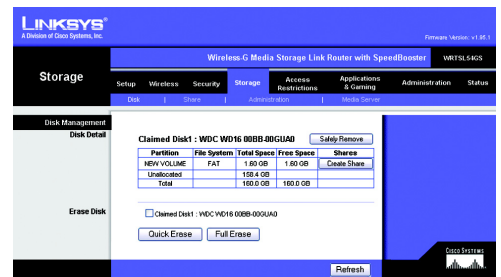 LINKSYS®
A Division of Cisco Systems, Inc.
Firmware Version: v1.95.1
Wireless-G Media Storage Link Router with SpeedBooster WRTSL54GS
Storage
Setup Wireless Security Storage Access Restrictions Applications & Gaming Administration Status
Disk | Share | Administration | Media Server
Disk Management
Disk Detail
Claimed Disk1 : WDC WD16 00BB-00GUA0 Safely Remove
Partition File System Total Space Free Space Shares
NEW VOLUME FAT 1.60 GB 1.60 GB Create Share
Unallocated 158.4 GB
Total 160.0 GB 160.0 GB
Erase Disk
Claimed Disk1 : WDC WD16 00BB-00GUA0
Quick Erase Full Erase
Refresh
CISCO SYSTEMS